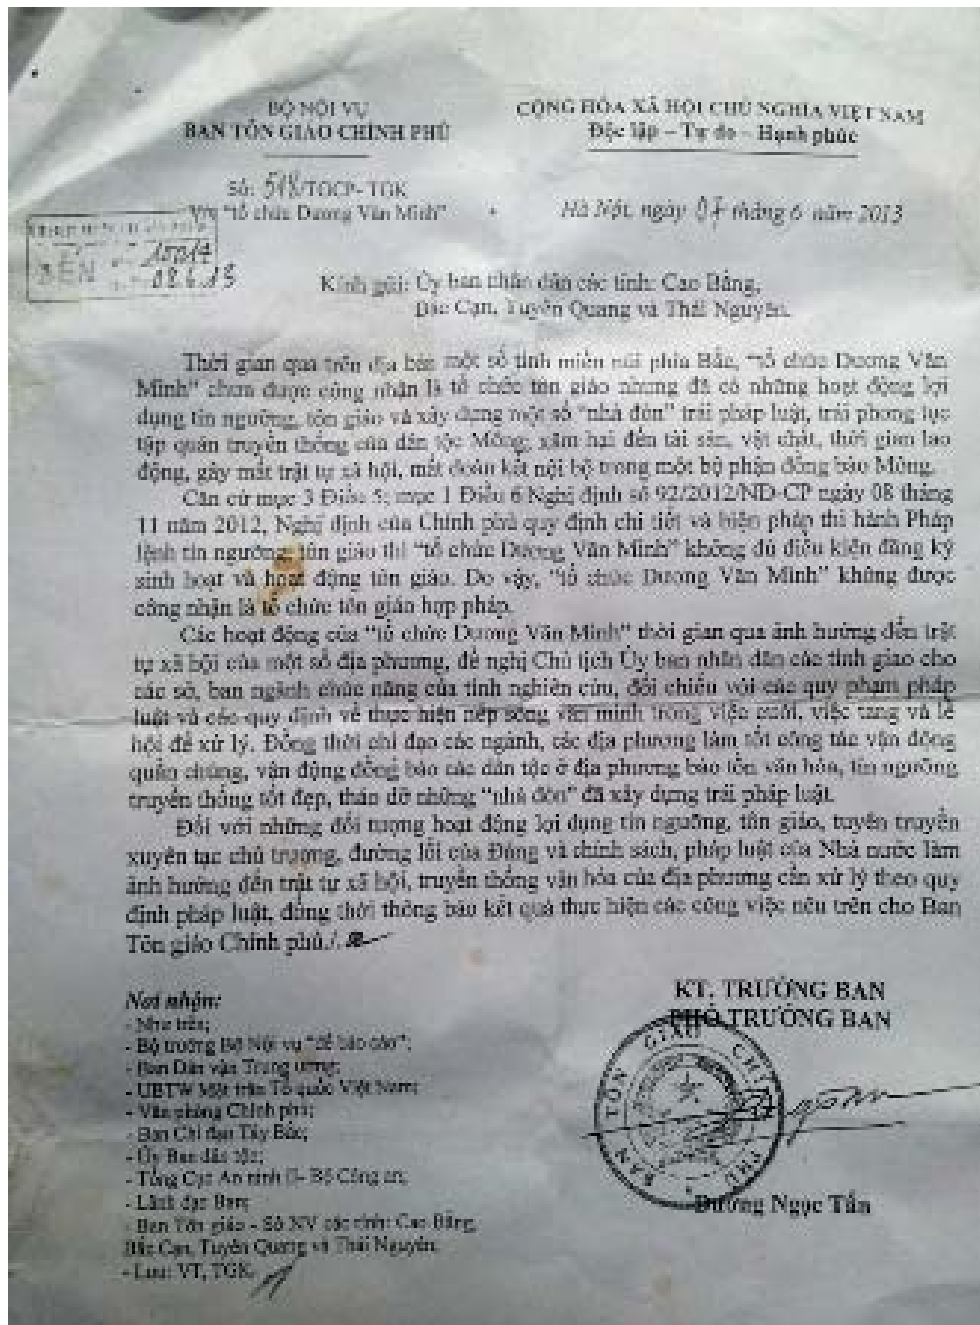 BỘ NỘI VỤ
BAN TÔN GIÁO CHÍNH PHỦ
CỘNG HÒA XÃ HỘI CHỦ NGHĨA VIỆT NAM
Độc lập – Tự do – Hạnh phúc
Số: 518/TGCP-TGK
V/v "tổ chức Dương Văn Minh"
Hà Nội, ngày 07 tháng 6 năm 2013
ĐẾN
Kính gửi: Ủy ban nhân dân các tỉnh: Cao Bằng,
Bắc Cạn, Tuyên Quang và Thái Nguyên.
Thời gian qua trên địa bàn một số tỉnh miền núi phía Bắc, "tổ chức Dương Văn
Minh" chưa được công nhận là tổ chức tôn giáo nhưng đã có những hoạt động lợi
dụng tín ngưỡng, tôn giáo và xây dựng một số "nhà đòn" trái pháp luật, trái phong tục
tập quán truyền thống của dân tộc Mông, xâm hại đến tài sản, vật chất, thời gian lao
động, gây mất trật tự xã hội, mất đoàn kết nội bộ trong một bộ phận đồng bào Mông.
Căn cứ mục 3 Điều 5; mục 1 Điều 6 Nghị định số 92/2012/NĐ-CP ngày 08 tháng
11 năm 2012, Nghị định của Chính phủ quy định chi tiết và biện pháp thi hành Pháp
lệnh tín ngưỡng, tôn giáo thì "tổ chức Dương Văn Minh" không đủ điều kiện đăng ký
sinh hoạt và hoạt động tôn giáo. Do vậy, "tổ chức Dương Văn Minh" không được
công nhận là tổ chức tôn giáo hợp pháp.
Các hoạt động của "tổ chức Dương Văn Minh" thời gian qua ảnh hưởng đến trật
tự xã hội của một số địa phương, đề nghị Chủ tịch Ủy ban nhân dân các tỉnh giao cho
các sở, ban ngành chức năng của tỉnh nghiên cứu, đối chiếu với các quy phạm pháp
luật và các quy định về thực hiện nếp sống văn minh trong việc cưới, việc tang và lễ
hội để xử lý. Đồng thời chỉ đạo các ngành, các địa phương làm tốt công tác vận động
quần chúng, vận động đồng bào các dân tộc ở địa phương bảo tồn văn hóa, tín ngưỡng
truyền thống tốt đẹp, tháo dỡ những "nhà đòn" đã xây dựng trái pháp luật.
Đối với những đối tượng hoạt động lợi dụng tín ngưỡng, tôn giáo, tuyên truyền
xuyên tạc chủ trương, đường lối của Đảng và chính sách, pháp luật của Nhà nước làm
ảnh hưởng đến trật tự xã hội, truyền thống văn hóa của địa phương cần xử lý theo quy
định pháp luật, đồng thời thông báo kết quả thực hiện các công việc nêu trên cho Ban
Tôn giáo Chính phủ./.
Nơi nhận:
- Như trên;
- Bộ trưởng Bộ Nội vụ "để báo cáo";
- Ban Dân vận Trung ương;
- UBTW Mặt trận Tổ quốc Việt Nam;
- Văn phòng Chính phủ;
- Ban Chỉ đạo Tây Bắc;
- Ủy Ban dân tộc;
- Tổng Cục An ninh II- Bộ Công an;
- Lãnh đạo Ban;
- Ban Tôn giáo - Sở NV các tỉnh: Cao Bằng,
Bắc Cạn, Tuyên Quang và Thái Nguyên.
- Lưu: VT, TGK.
KT. TRƯỞNG BAN
PHÓ TRƯỞNG BAN
BAN TÔN GIÁO CHÍNH PHỦ
Dương Ngọc Tấn